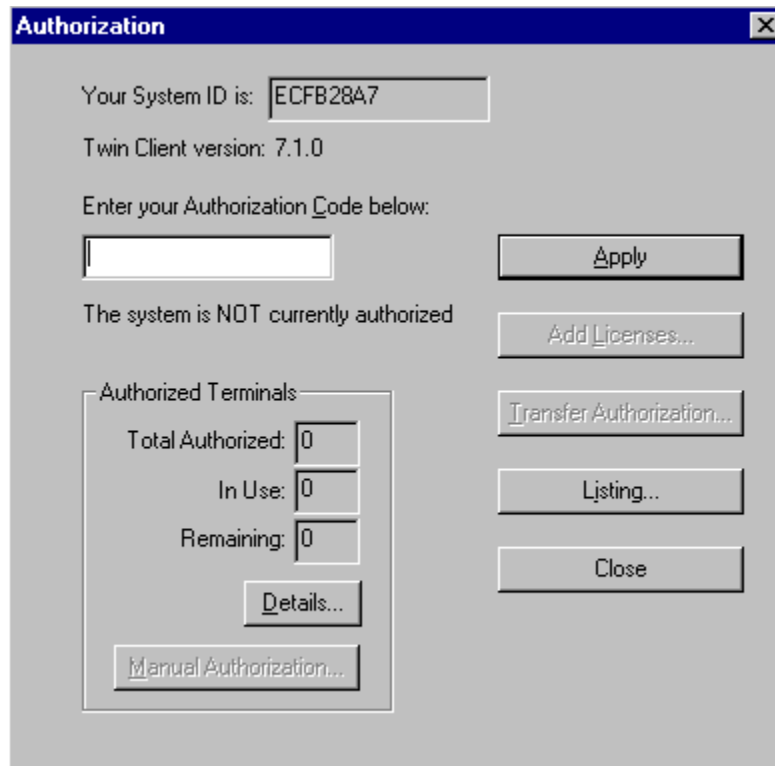 Authorization
Your System ID is: ECFB28A7
Twin Client version: 7.1.0
Enter your Authorization Code below:
Apply
The system is NOT currently authorized
Add Licenses...
Authorized Terminals
Transfer Authorization...
Total Authorized: 0
In Use: 0
Listing...
Remaining: 0
Close
Details...
Manual Authorization...